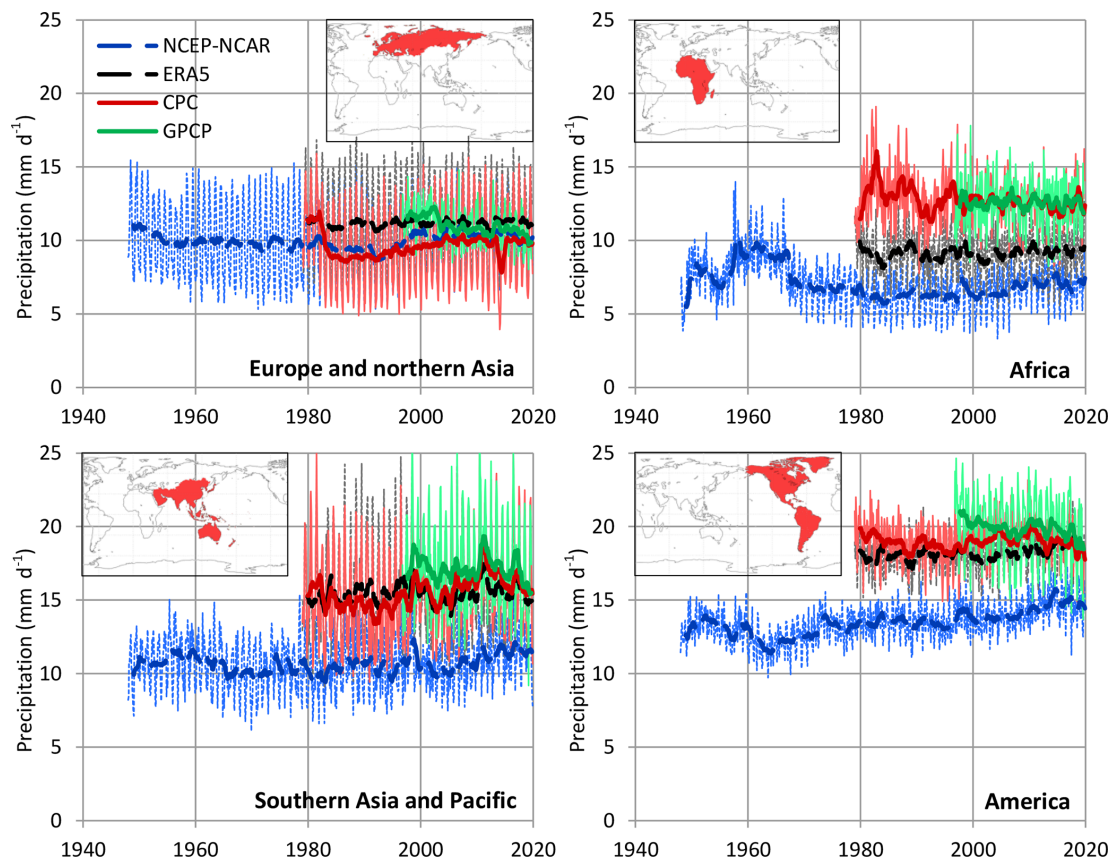 25
20
15
10
5
0
Precipitation (mm d-1)
NCEP-NCAR
ERA5
CPC
GPCP
Europe and northern Asia
1940 1960 1980 2000 2020
25
20
15
10
5
0
Precipitation (mm d-1)
Africa
1940 1960 1980 2000 2020
25
20
15
10
5
0
Precipitation (mm d-1)
Southern Asia and Pacific
1940 1960 1980 2000 2020
25
20
15
10
5
0
Precipitation (mm d-1)
America
1940 1960 1980 2000 2020